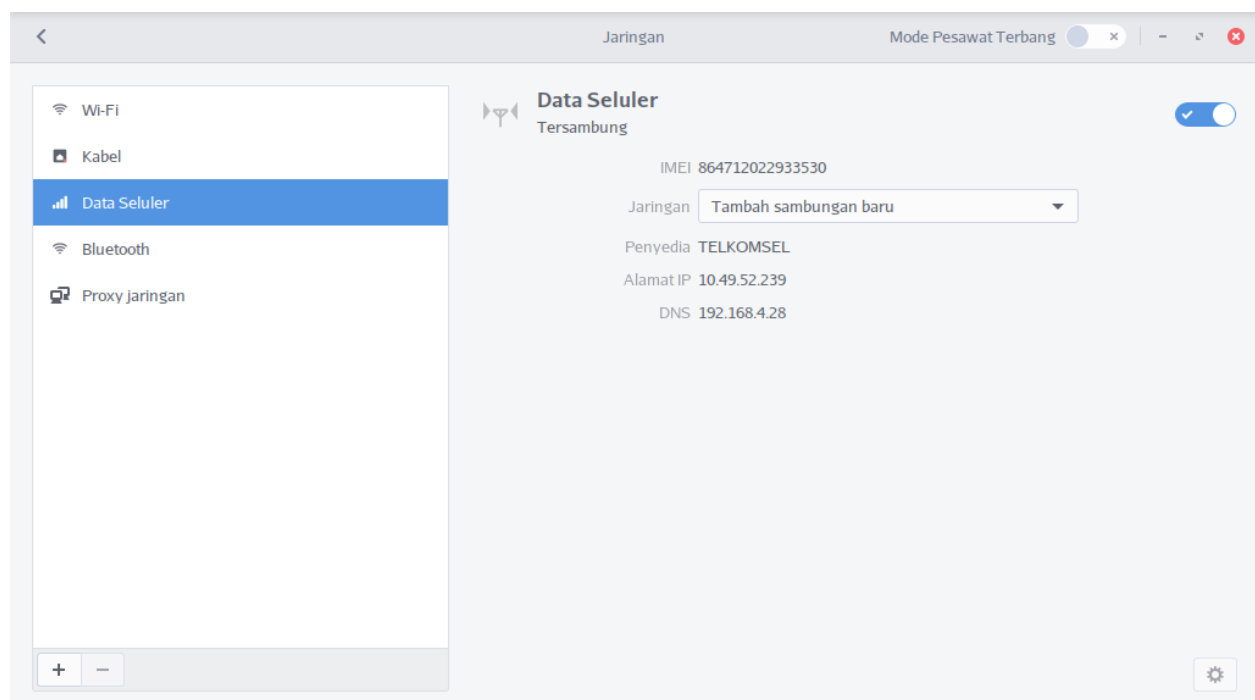 Jaringan
Mode Pesawat Terbang
Wi-Fi
Kabel
Data Seluler
Bluetooth
Proxy jaringan
Data Seluler
Tersambung
IMEI 864712022933530
Jaringan Tambah sambungan baru
Penyedia TELKOMSEL
Alamat IP 10.49.52.239
DNS 192.168.4.28